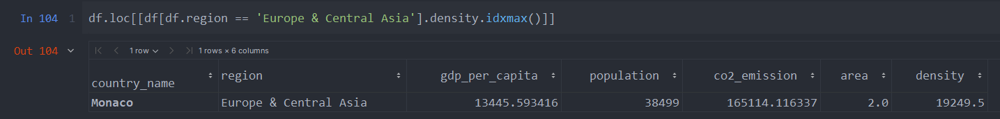 In 104 1 df.loc[[df[df.region == 'Europe & Central Asia'].density.idxmax()]]
Out 104 1 row 1 rows × 6 columns
country_name region gdp_per_capita population co2_emission area density
Monaco Europe & Central Asia 13445.593416 38499 165114.116337 2.0 19249.5